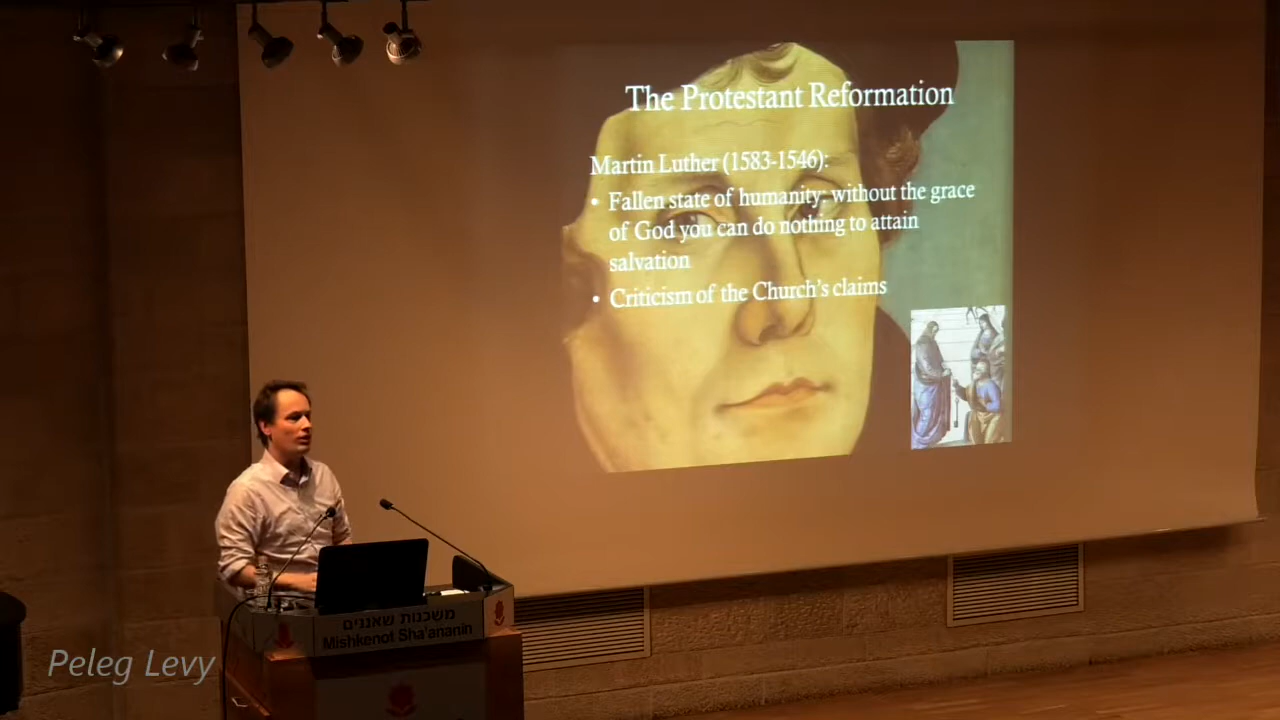 The Protestant Reformation
Martin Luther (1583-1546):
• Fallen state of humanity: without the grace
of God you can do nothing to attain
salvation
• Criticism of the Church's claims
משכנות שאננים
Mishkenot Sha'ananin
Peleg Levy